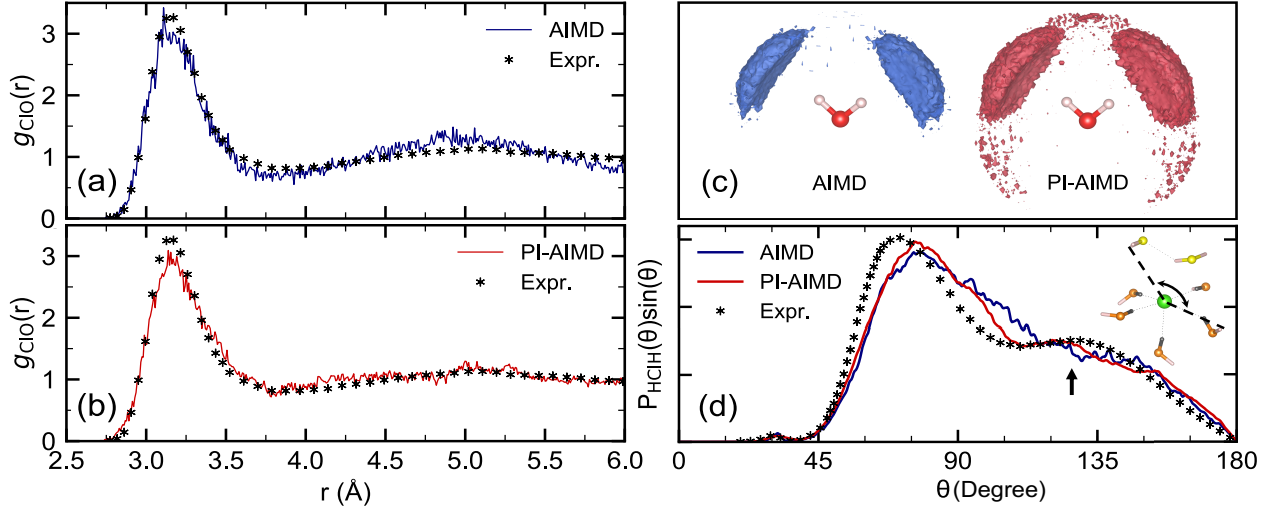 g_ClO(r)
3
2
1
0
AIMD
Expr.
(a)
g_ClO(r)
3
2
1
0
PI-AIMD
Expr.
(b)
2.5 3.0 3.5 4.0 4.5 5.0 5.5 6.0
r (Å)
(c)
AIMD
PI-AIMD
P_HClH(θ)sin(θ)
AIMD
PI-AIMD
Expr.
(d)
0 45 90 135 180
θ(Degree)